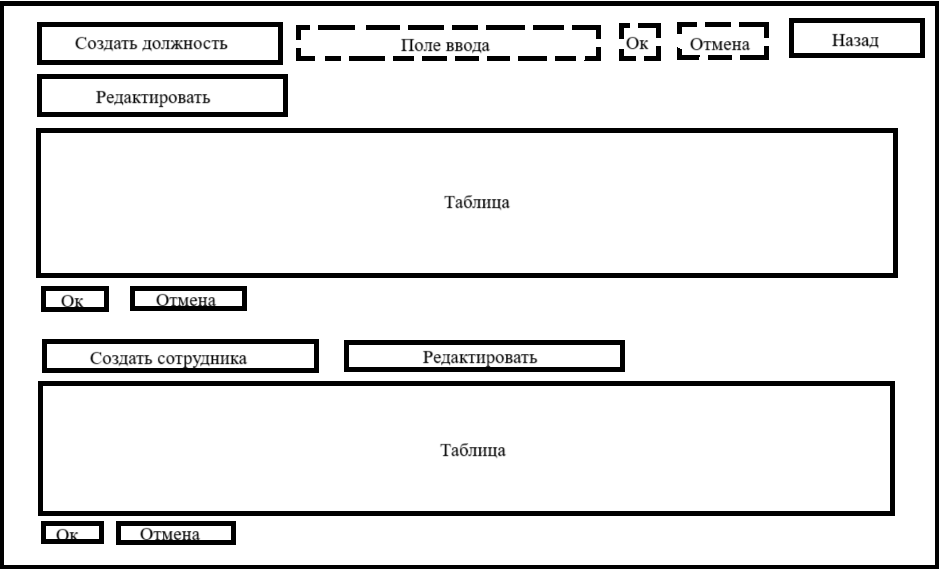 Создать должность
Поле ввода
Ок
Отмена
Назад
Редактировать
Таблица
Ок
Отмена
Создать сотрудника
Редактировать
Таблица
Ок
Отмена